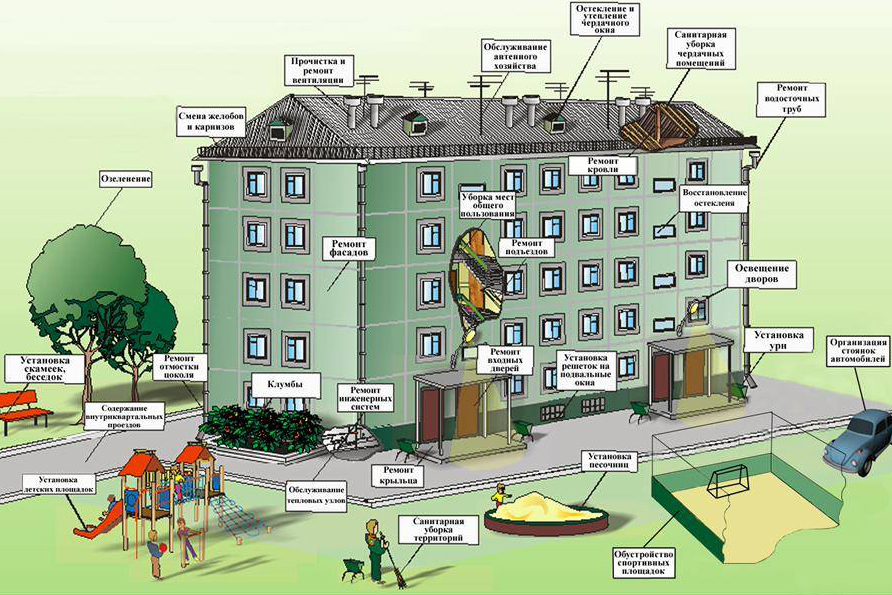 Остекление и
утепление
чердачного
окна
Санитарная
уборка
чердачных
помещений
Обслуживание
антенного
хозяйства
Прочистка и
ремонт
вентиляции
Ремонт
водосточных
труб
Смена желобов
и карнизов
Ремонт
кровли
Озеленение
Уборка мест
общего
пользования
Восстановление
остекленя
Ремонт
фасадов
Ремонт
подъездов
Освещение
дворов
Установка
урн
Организация
стоянок
автомобилей
Установка
скамеек,
беседок
Ремонт
отмостки
цоколя
Клумбы
Ремонт
инженерных
систем
Ремонт
входных
дверей
Установка
решеток на
подвальные
окна
Содержание
внутриквартальных
проездов
Установка
детских площадок
Обслуживание
тепловых узлов
Ремонт
крыльца
Установка
песочниц
Санитарная
уборка
территорий
Обустройство
спортивных
площадок